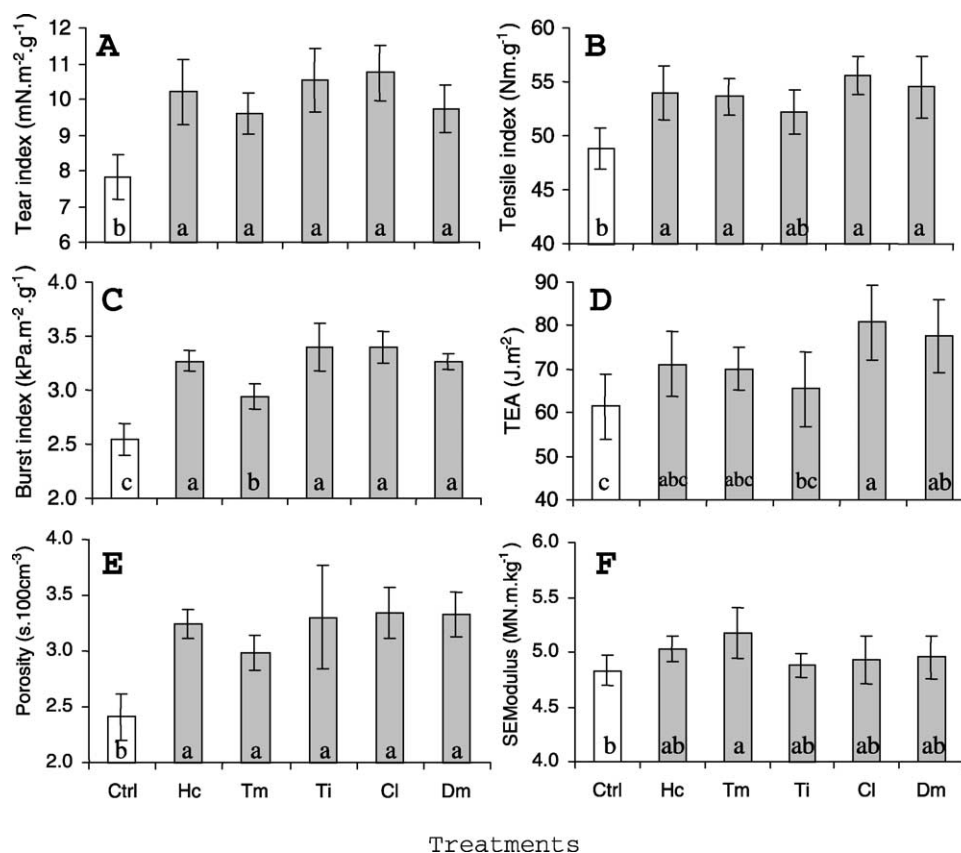 A
Tear index (mN.m⁻².g⁻¹)
12
11
10
9
8
7
6
b a a a a a
B
Tensile index (Nm.g⁻¹)
60
55
50
45
40
b a a ab a a
C
Burst index (kPa.m⁻².g⁻¹)
4.0
3.5
3.0
2.5
2.0
c a b a a a
D
TEA (J.m⁻²)
90
80
70
60
50
40
c abc abc bc a ab
E
Porosity (s.100cm⁻³)
4.0
3.5
3.0
2.5
2.0
b a a a a a
Ctrl Hc Tm Ti Cl Dm
F
SEModulus (MN.m.kg⁻¹)
6.0
5.5
5.0
4.5
4.0
b ab a ab ab ab
Ctrl Hc Tm Ti Cl Dm
Treatments